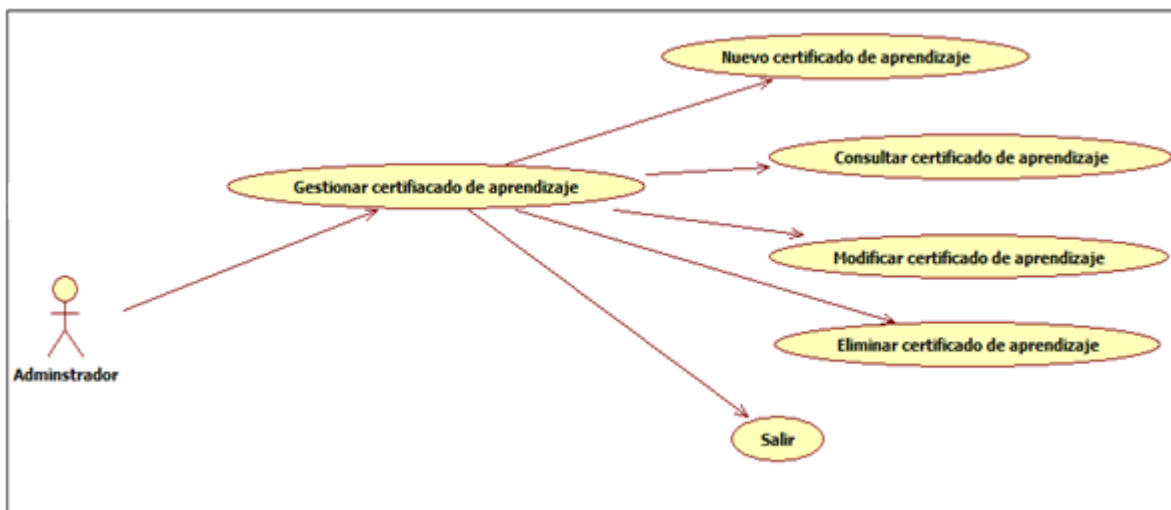 Nuevo certificado de aprendizaje
Consultar certificado de aprendizaje
Gestionar certifiacado de aprendizaje
Modificar certificado de aprendizaje
Eliminar certificado de aprendizaje
Adminstrador
Salir